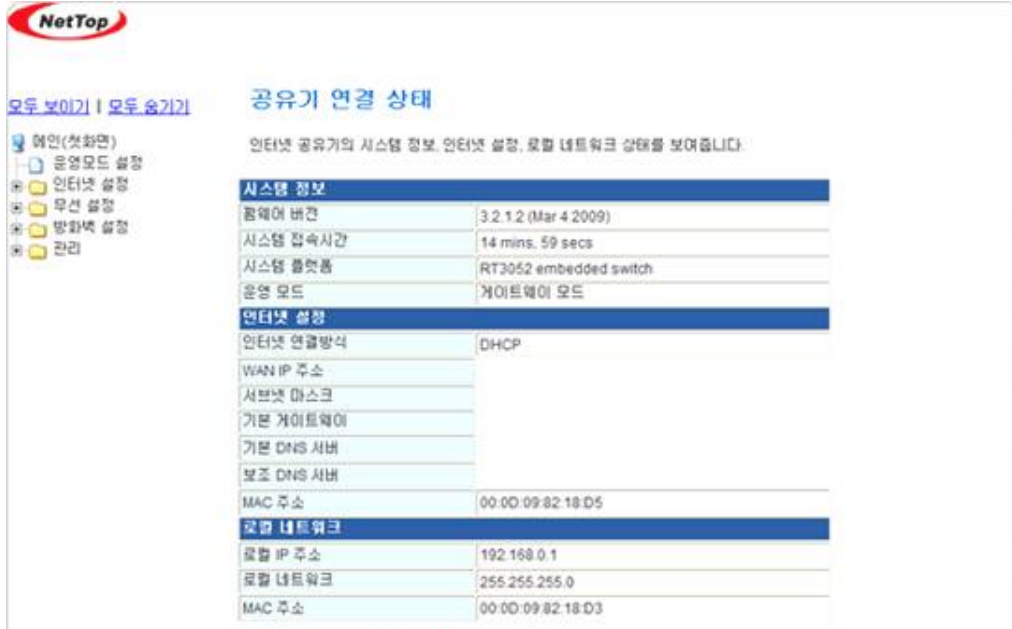 NetTop
모두 보이기 | 모두 숨기기
메인(첫화면)
운영모드 설정
인터넷 설정
무선 설정
방화벽 설정
관리
공유기 연결 상태
인터넷 공유기의 시스템 정보, 인터넷 설정, 로컬 네트워크 상태를 보여줍니다.
시스템 정보
펌웨어 버전 3.2.1.2 (Mar 4 2009)
시스템 접속시간 14 mins, 59 secs
시스템 플랫폼 RT3052 embedded switch
운영 모드 게이트웨이 모드
인터넷 설정
인터넷 연결방식 DHCP
WAN IP 주소
서브넷 마스크
기본 게이트웨이
기본 DNS 서버
보조 DNS 서버
MAC 주소 00:0D:09:82:18:D5
로컬 네트워크
로컬 IP 주소 192.168.0.1
로컬 네트워크 255.255.255.0
MAC 주소 00:0D:09:82:18:D3